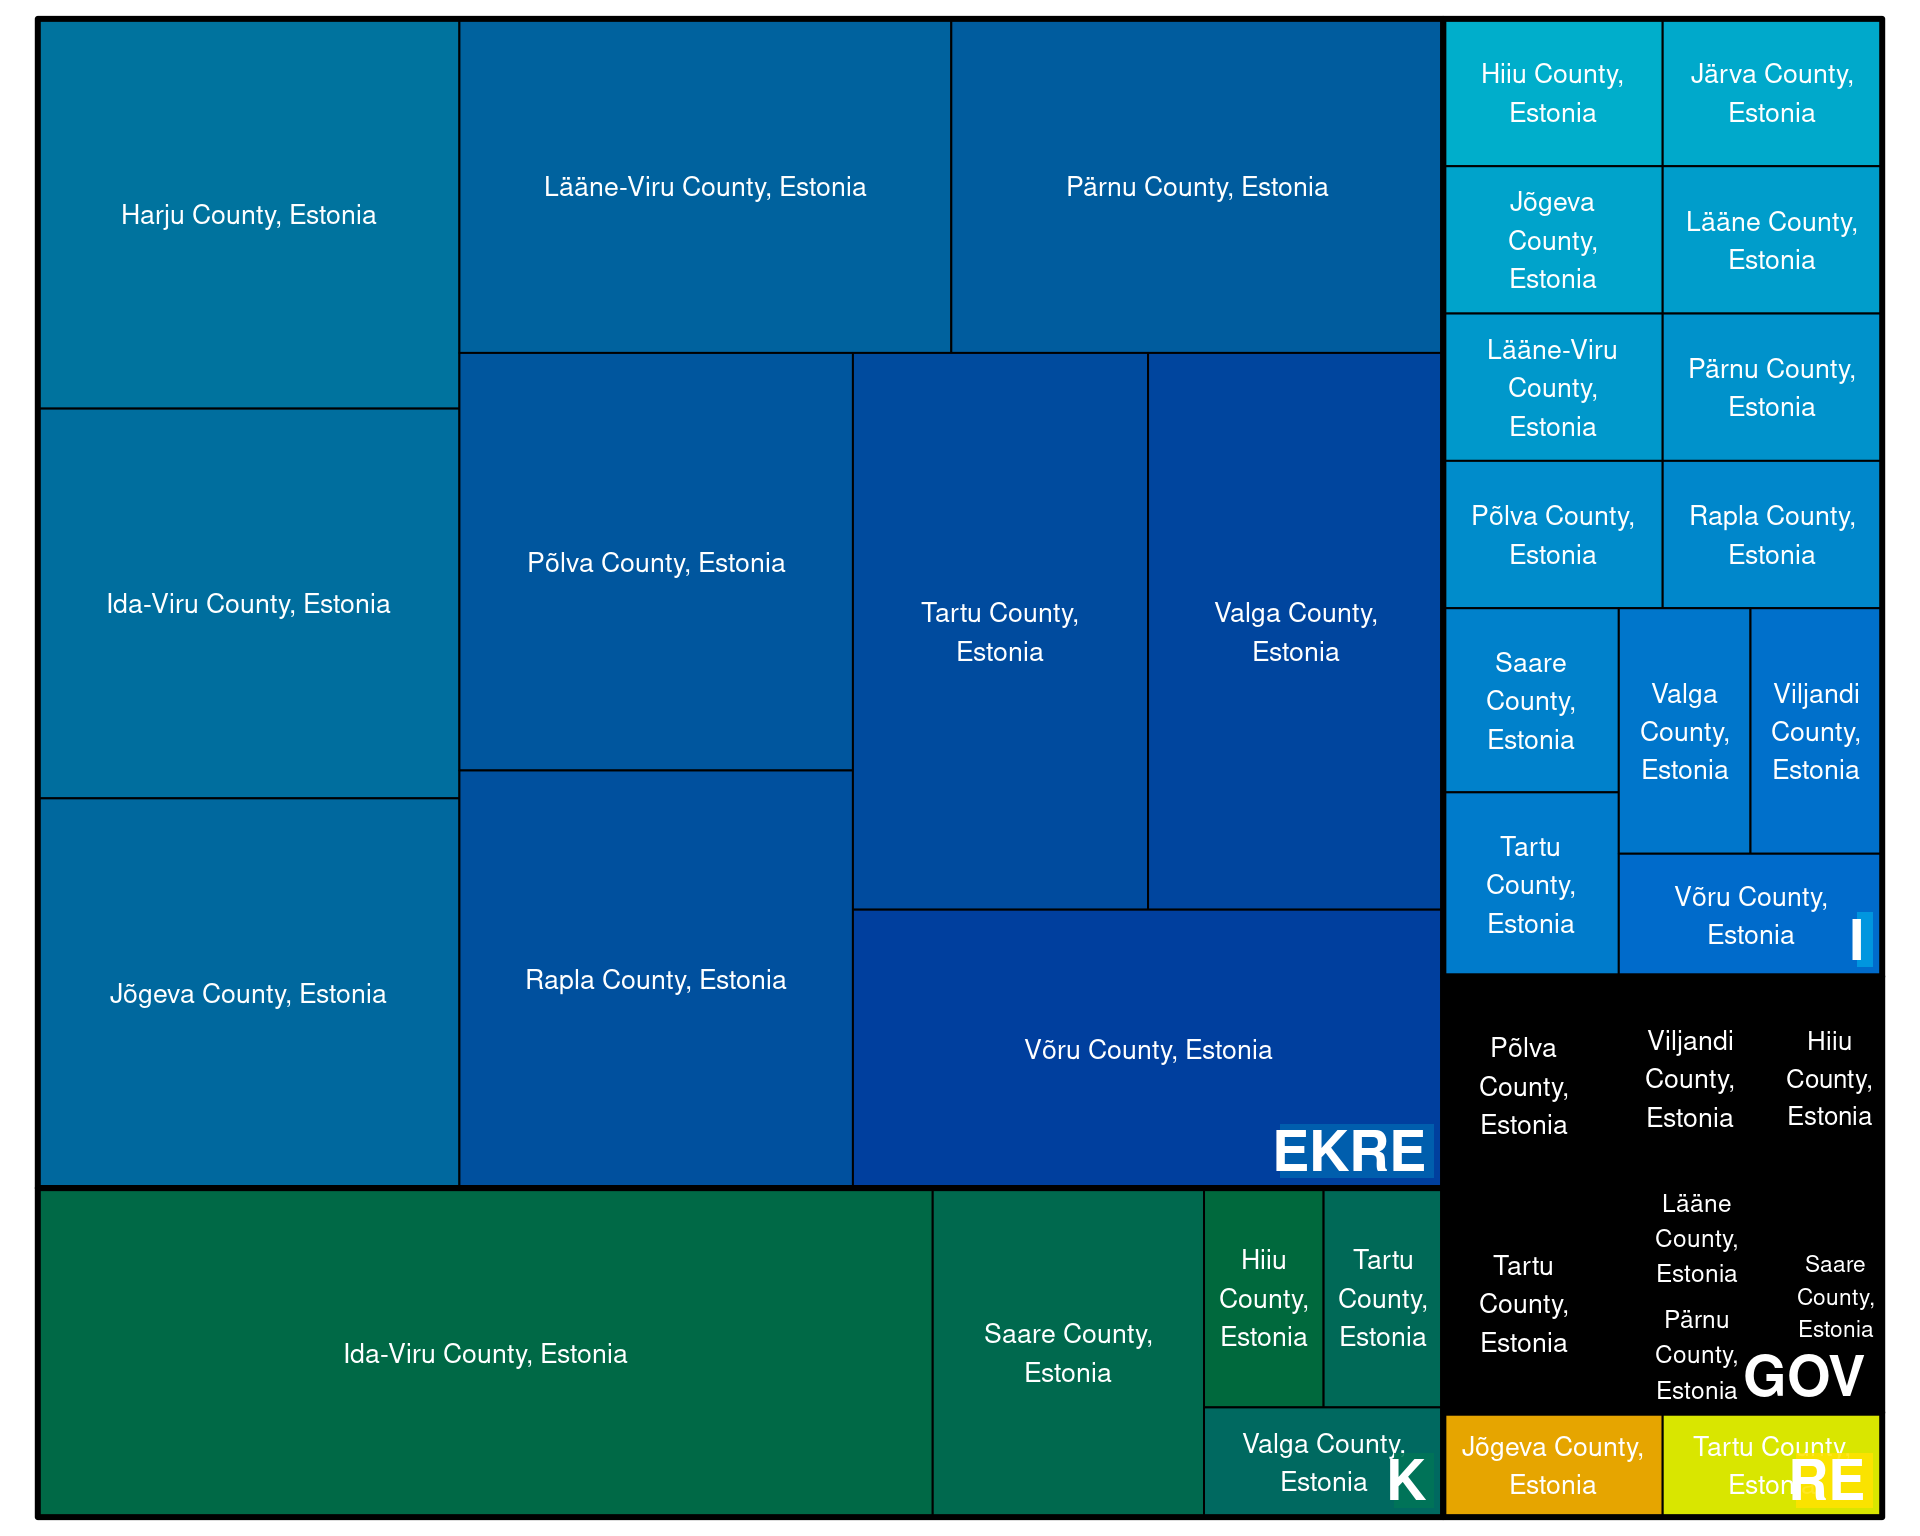 Harju County, Estonia
Ida-Viru County, Estonia
Jõgeva County, Estonia
Lääne-Viru County, Estonia
Pärnu County, Estonia
Põlva County, Estonia
Rapla County, Estonia
Tartu County,
Estonia
Valga County,
Estonia
Võru County, Estonia
EKRE
Ida-Viru County, Estonia
Saare County,
Estonia
Hiiu
County,
Estonia
Tartu
County,
Estonia
Valga County,
Estonia
K
Hiiu County,
Estonia
Järva County,
Estonia
Jõgeva
County,
Estonia
Lääne County,
Estonia
Lääne-Viru
County,
Estonia
Pärnu County,
Estonia
Põlva County,
Estonia
Rapla County,
Estonia
Saare
County,
Estonia
Tartu
County,
Estonia
Valga
County,
Estonia
Viljandi
County,
Estonia
Võru County,
Estonia
I
Põlva
County,
Estonia
Tartu
County,
Estonia
Viljandi
County,
Estonia
Hiiu
County,
Estonia
Lääne
County,
Estonia
Pärnu
County,
Estonia
Saare
County,
Estonia
GOV
Jõgeva County,
Estonia
Tartu County,
Estonia
RE